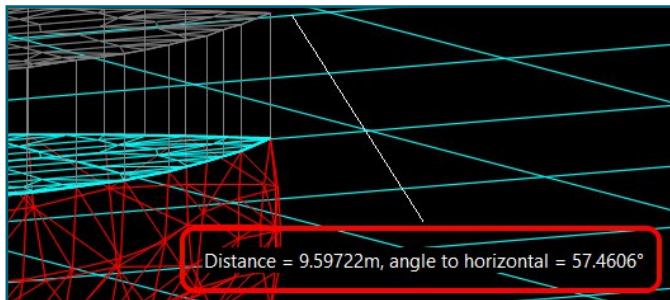 Distance = 9.59722m, angle to horizontal = 57.4606°